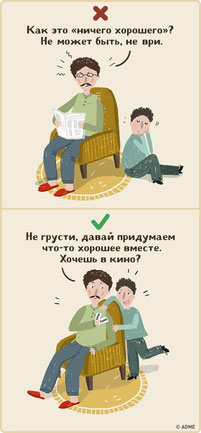 Как это «ничего хорошего»?
Не может быть, не ври.
Не грусти, давай придумаем
что-то хорошее вместе.
Хочешь в кино?
© ADME